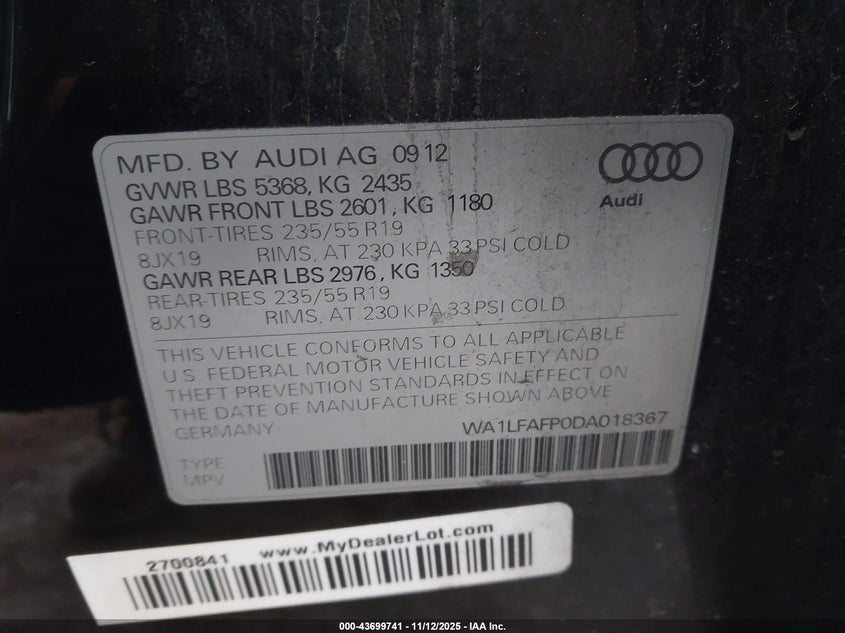 MFD. BY AUDI AG 09 12
GVWR LBS 5368, KG 2435
GAWR FRONT LBS 2601, KG 1180
FRONT-TIRES 235/55 R19
8JX19 RIMS, AT 230 KPA 33 PSI COLD
GAWR REAR LBS 2976, KG 1350
REAR-TIRES 235/55 R19
8JX19 RIMS, AT 230 KPA 33 PSI COLD
Audi
THIS VEHICLE CONFORMS TO ALL APPLICABLE
U.S. FEDERAL MOTOR VEHICLE SAFETY AND
THEFT PREVENTION STANDARDS IN EFFECT ON
THE DATE OF MANUFACTURE SHOWN ABOVE
GERMANY WA1LFAFP0DA018367
TYPE
MPV
2700841 www.MyDealerLot.com
000-43699741 - 11/12/2025 - IAA Inc.